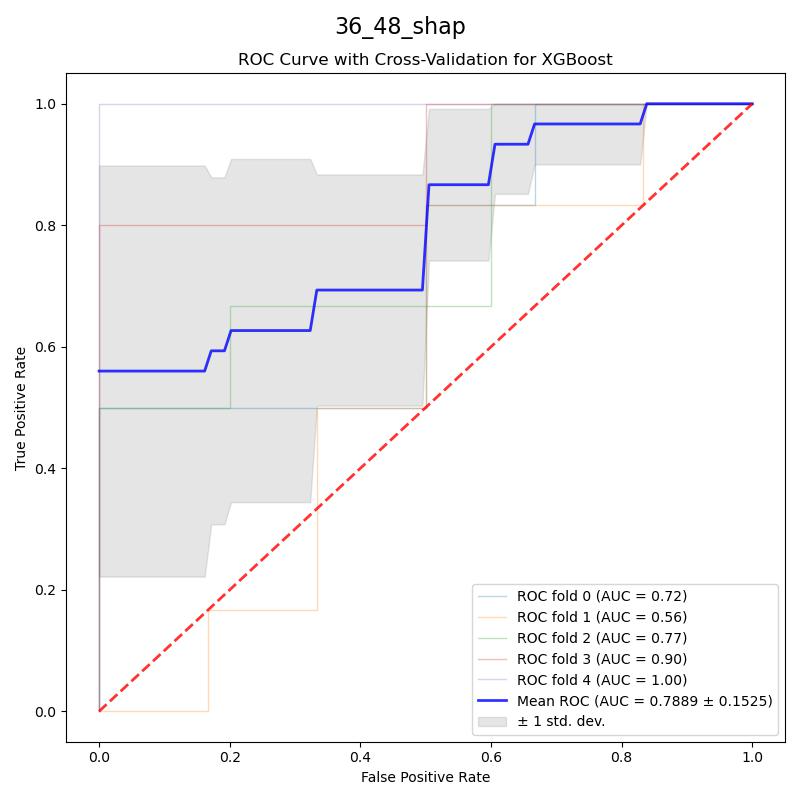 36_48_shap
ROC Curve with Cross-Validation for XGBoost
True Positive Rate
1.0
0.8
0.6
0.4
0.2
0.0
0.0 0.2 0.4 0.6 0.8 1.0
False Positive Rate
ROC fold 0 (AUC = 0.72)
ROC fold 1 (AUC = 0.56)
ROC fold 2 (AUC = 0.77)
ROC fold 3 (AUC = 0.90)
ROC fold 4 (AUC = 1.00)
Mean ROC (AUC = 0.7889 ± 0.1525)
± 1 std. dev.